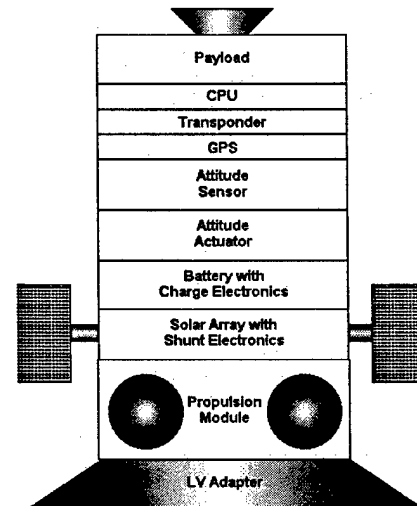 Payload
CPU
Transponder
GPS
Attitude
Sensor
Attitude
Actuator
Battery with
Charge Electronics
Solar Array with
Shunt Electronics
Propulsion
Module
LV Adapter